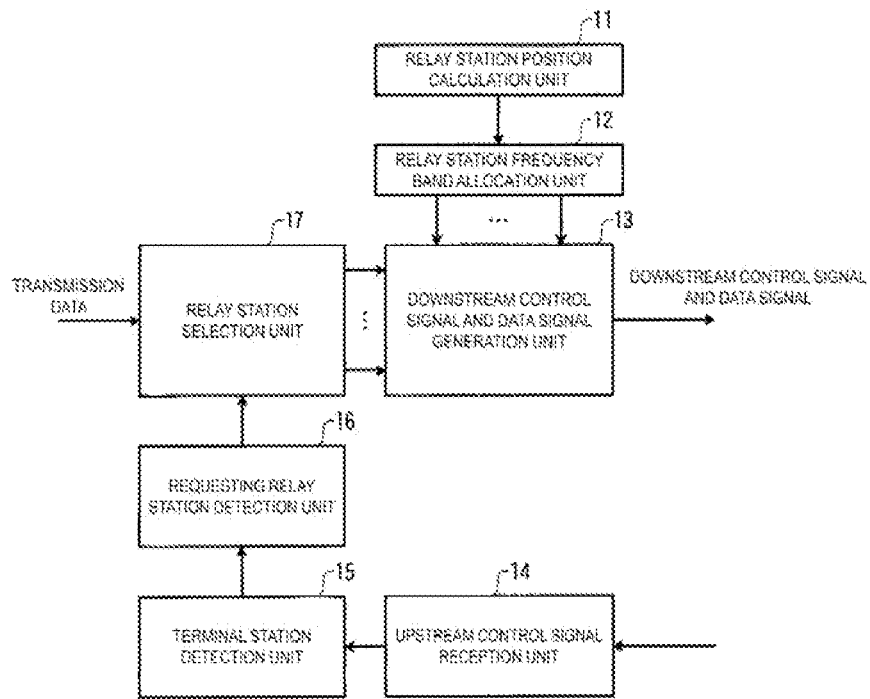 11
RELAY STATION POSITION
CALCULATION UNIT
12
RELAY STATION FREQUENCY
BAND ALLOCATION UNIT
...
17
13
TRANSMISSION
DATA
RELAY STATION
SELECTION UNIT
...
DOWNSTREAM CONTROL
SIGNAL AND DATA SIGNAL
GENERATION UNIT
DOWNSTREAM CONTROL SIGNAL
AND DATA SIGNAL
16
REQUESTING RELAY
STATION DETECTION UNIT
15
14
TERMINAL STATION
DETECTION UNIT
UPSTREAM CONTROL SIGNAL
RECEPTION UNIT